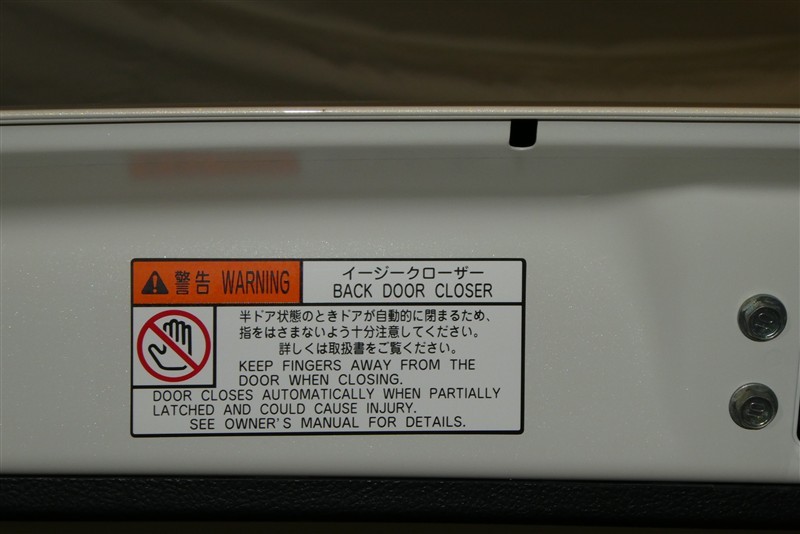 警告 WARNING
イージークローザー
BACK DOOR CLOSER
半ドア状態のときドアが自動的に閉まるため、
指をはさまないよう十分注意してください。
詳しくは取扱書をご覧ください。
KEEP FINGERS AWAY FROM THE
DOOR WHEN CLOSING.
DOOR CLOSES AUTOMATICALLY WHEN PARTIALLY
LATCHED AND COULD CAUSE INJURY.
SEE OWNER'S MANUAL FOR DETAILS.